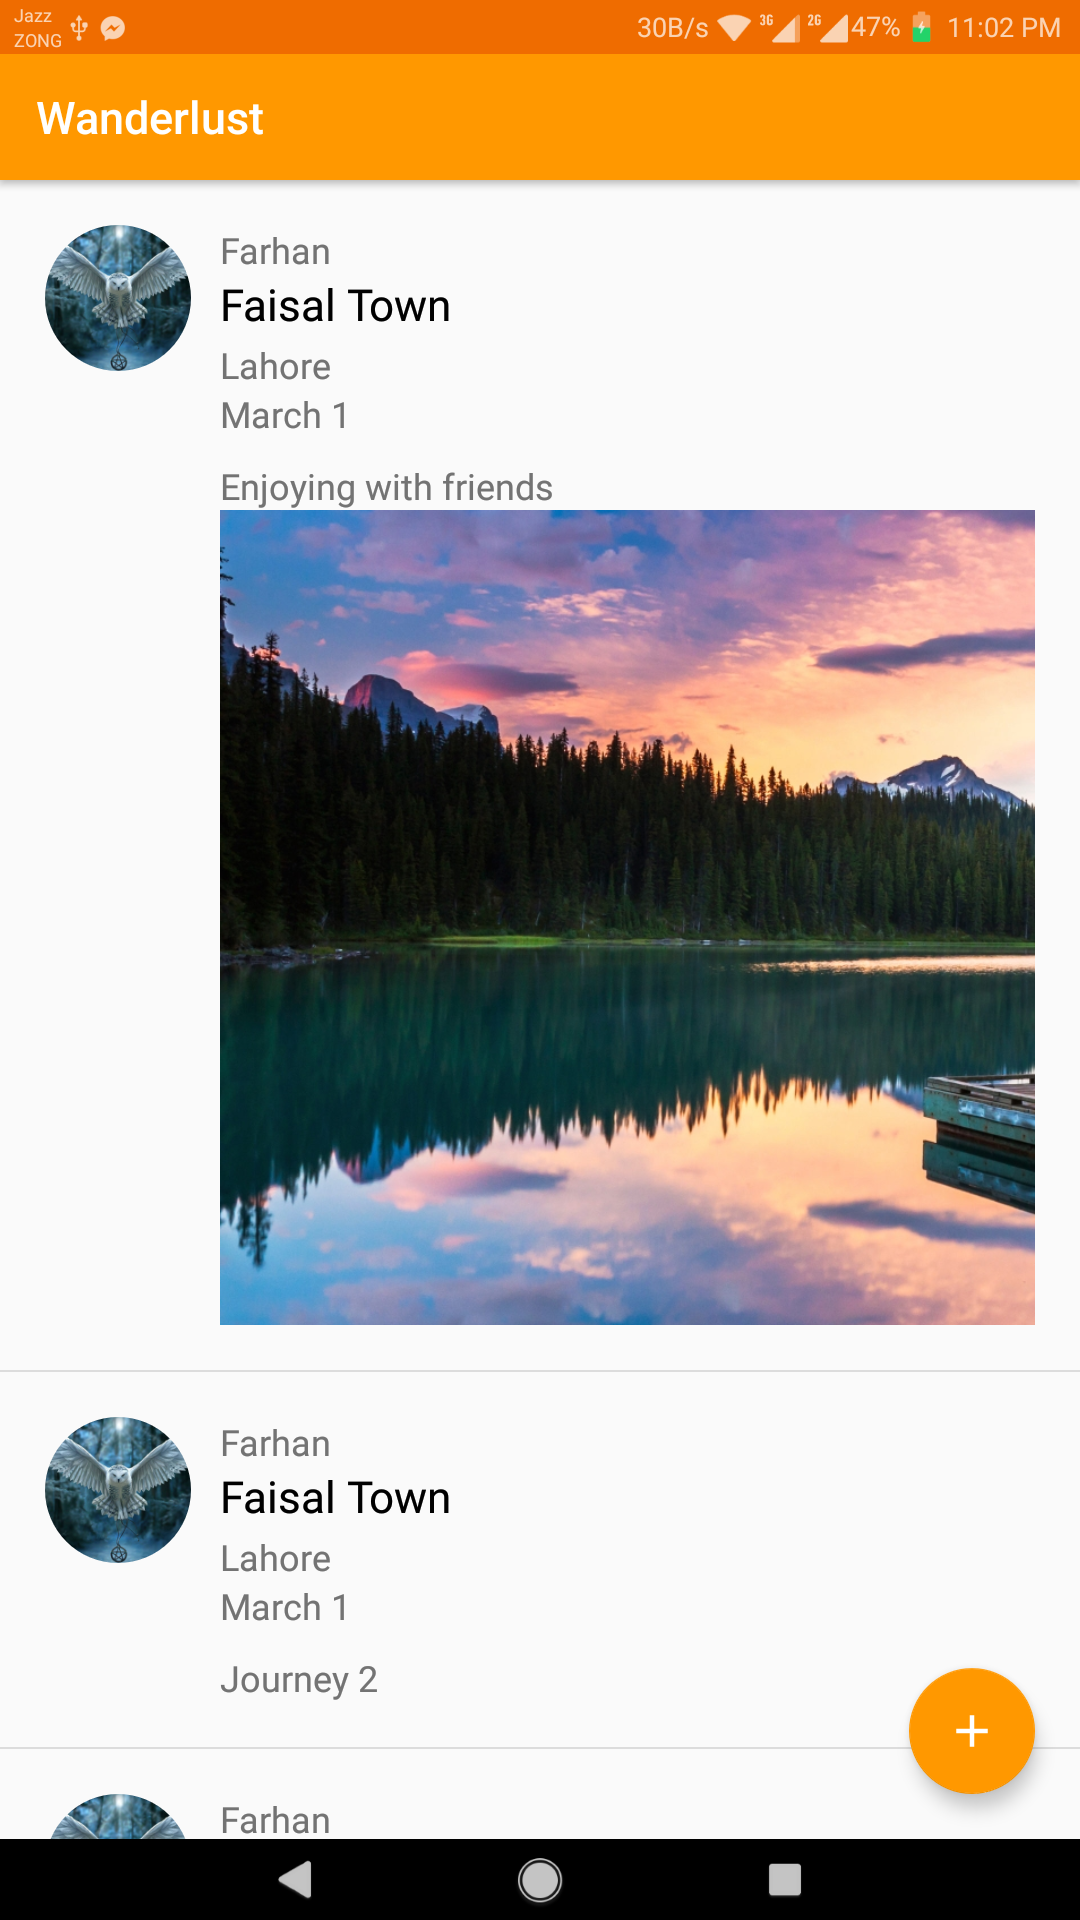 Jazz
ZONG
30B/s 3G 2G 47% 11:02 PM
Wanderlust
Farhan
Faisal Town
Lahore
March 1
Enjoying with friends
Farhan
Faisal Town
Lahore
March 1
Journey 2
Farhan